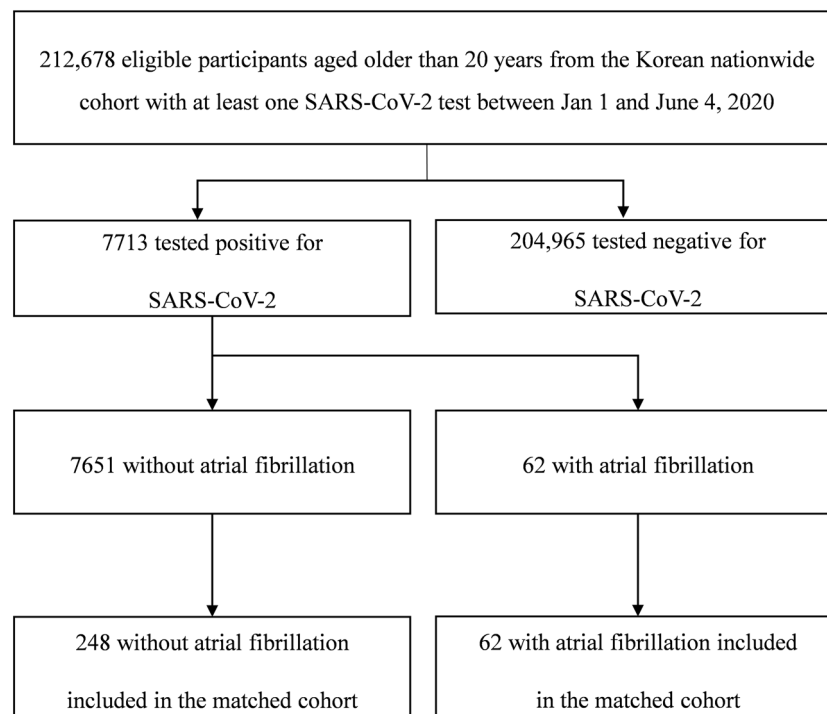 212,678 eligible participants aged older than 20 years from the Korean nationwide
cohort with at least one SARS-CoV-2 test between Jan 1 and June 4, 2020
7713 tested positive for
SARS-CoV-2
204,965 tested negative for
SARS-CoV-2
7651 without atrial fibrillation
62 with atrial fibrillation
248 without atrial fibrillation
included in the matched cohort
62 with atrial fibrillation included
in the matched cohort